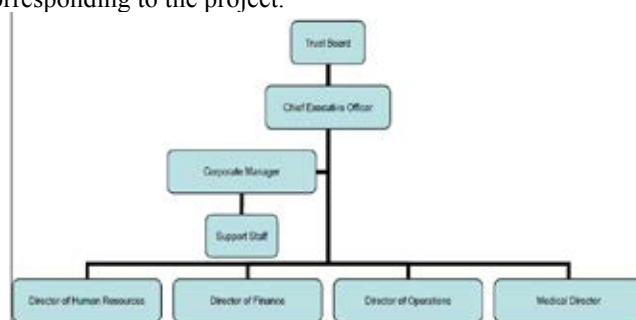 corresponding to the project.
Trust Board
Chief Executive Officer
Corporate Manager
Support Staff
Director of Human Resources
Director of Finance
Director of Operations
Medical Director